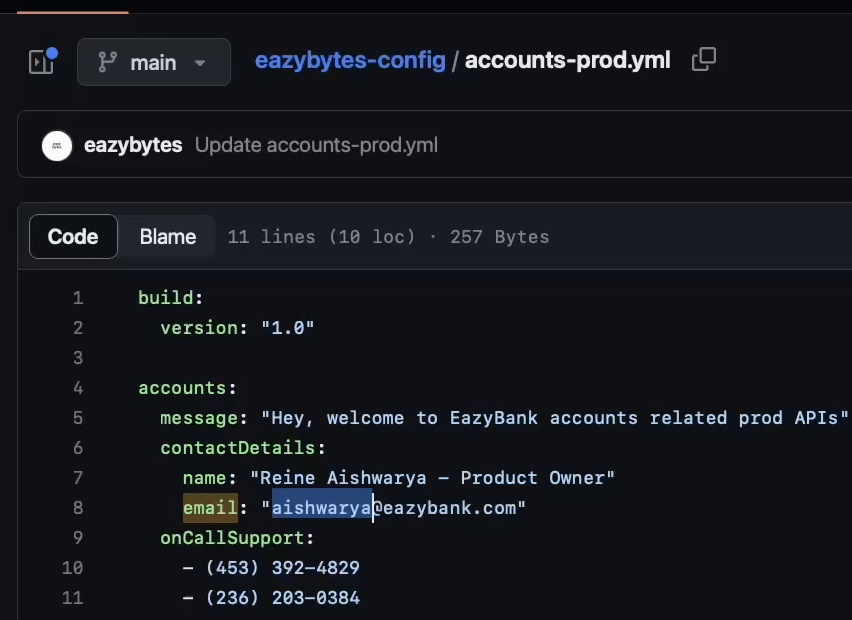 main
eazybytes-config / accounts-prod.yml
eazybytes Update accounts-prod.yml
Code Blame 11 lines (10 loc) · 257 Bytes
1 build:
2 version: "1.0"
3
4 accounts:
5 message: "Hey, welcome to EazyBank accounts related prod APIs"
6 contactDetails:
7 name: "Reine Aishwarya – Product Owner"
8 email: "aishwarya@eazybank.com"
9 onCallSupport:
10 – (453) 392–4829
11 – (236) 203–0384